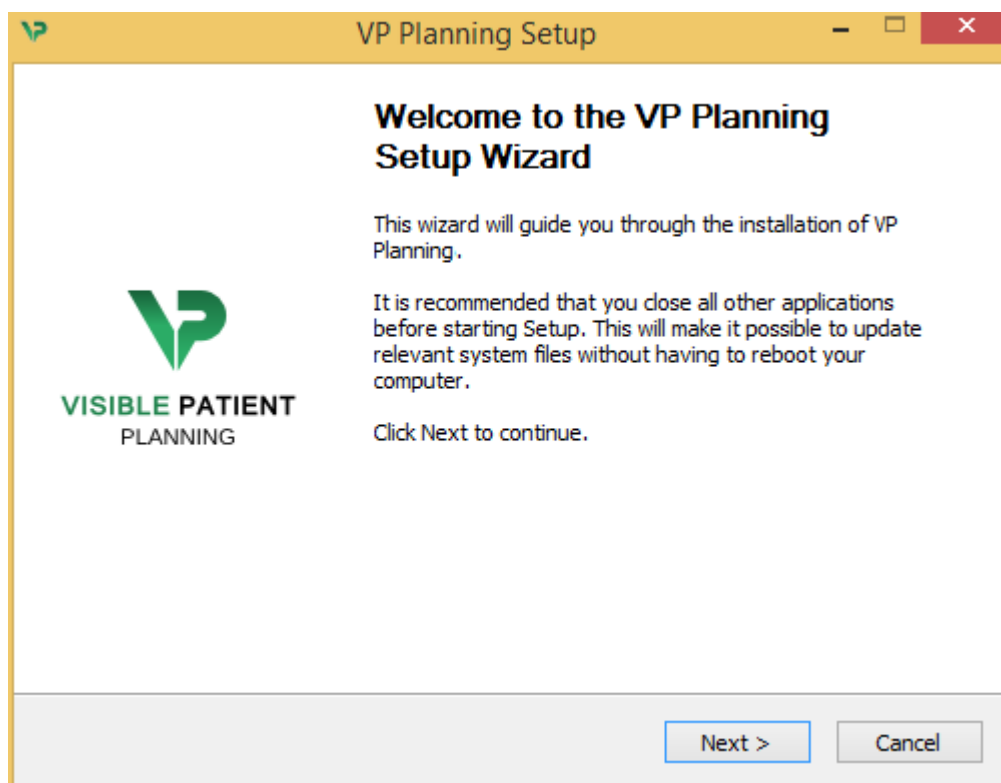 VP Planning Setup
Welcome to the VP Planning
Setup Wizard
This wizard will guide you through the installation of VP
Planning.
It is recommended that you close all other applications
before starting Setup. This will make it possible to update
relevant system files without having to reboot your
computer.
Click Next to continue.
VP
VISIBLE PATIENT
PLANNING
Next >
Cancel